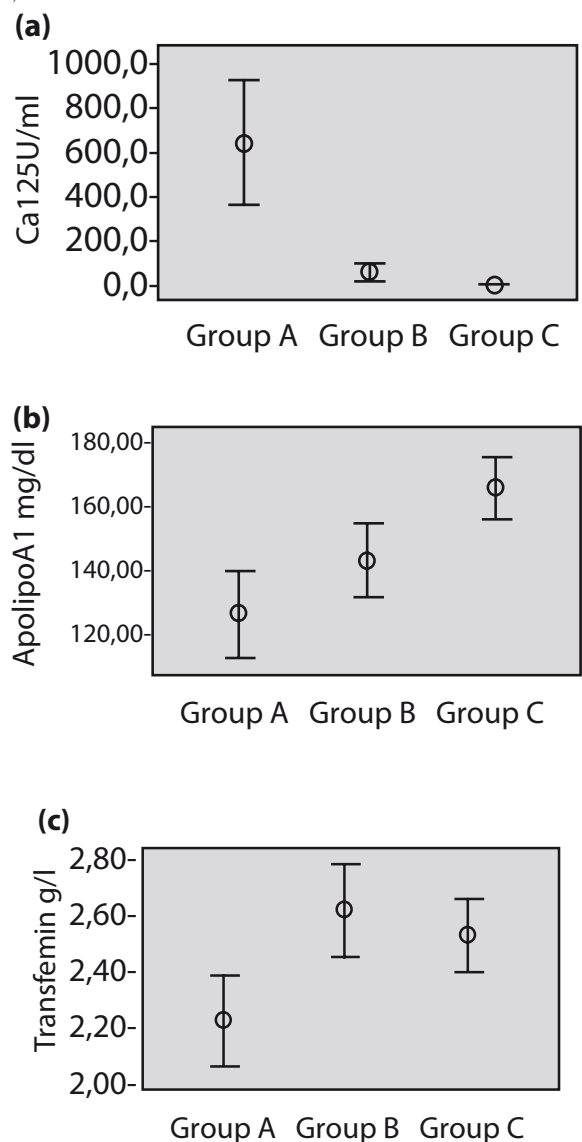 (a)
1000,0
800,0
600,0
400,0
200,0
0,0
Ca125U/ml
Group A Group B Group C
(b)
180,00
160,00
140,00
120,00
ApolipoA1 mg/dl
Group A Group B Group C
(c)
2,80
2,60
2,40
2,20
2,00
Transfemin g/l
Group A Group B Group C